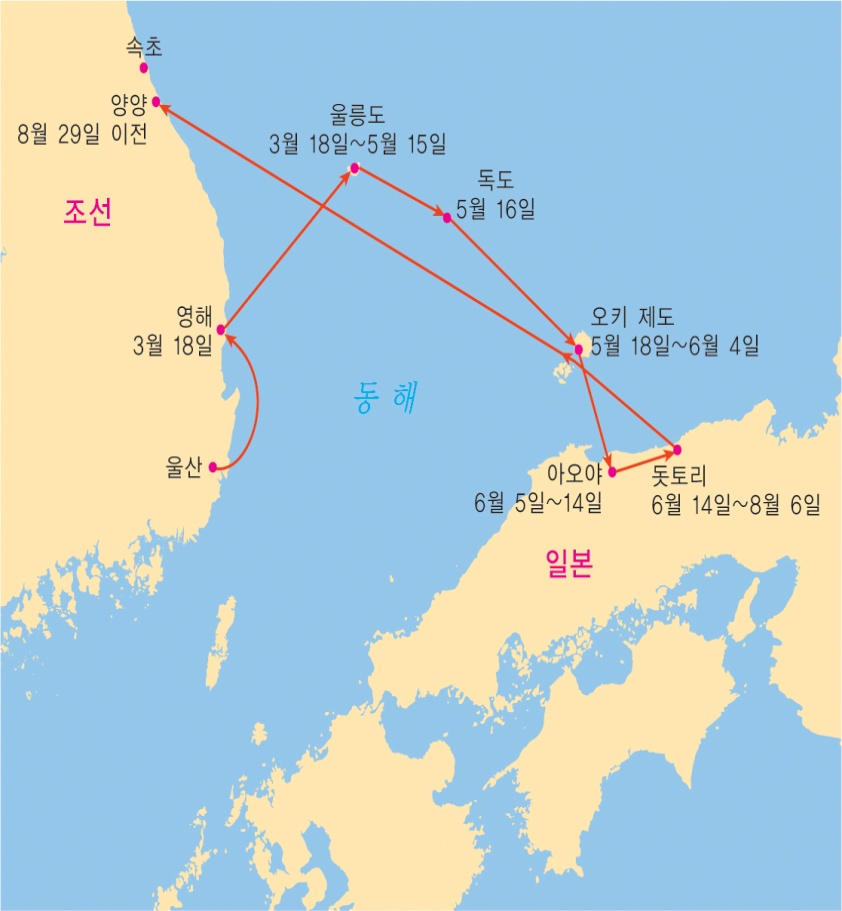 속초
양양
8월 29일 이전
울릉도
3월 18일~5월 15일
독도
5월 16일
조선
영해
3월 18일
오키 제도
5월 18일~6월 4일
동해
울산
아오야
6월 5일~14일
돗토리
6월 14일~8월 6일
일본